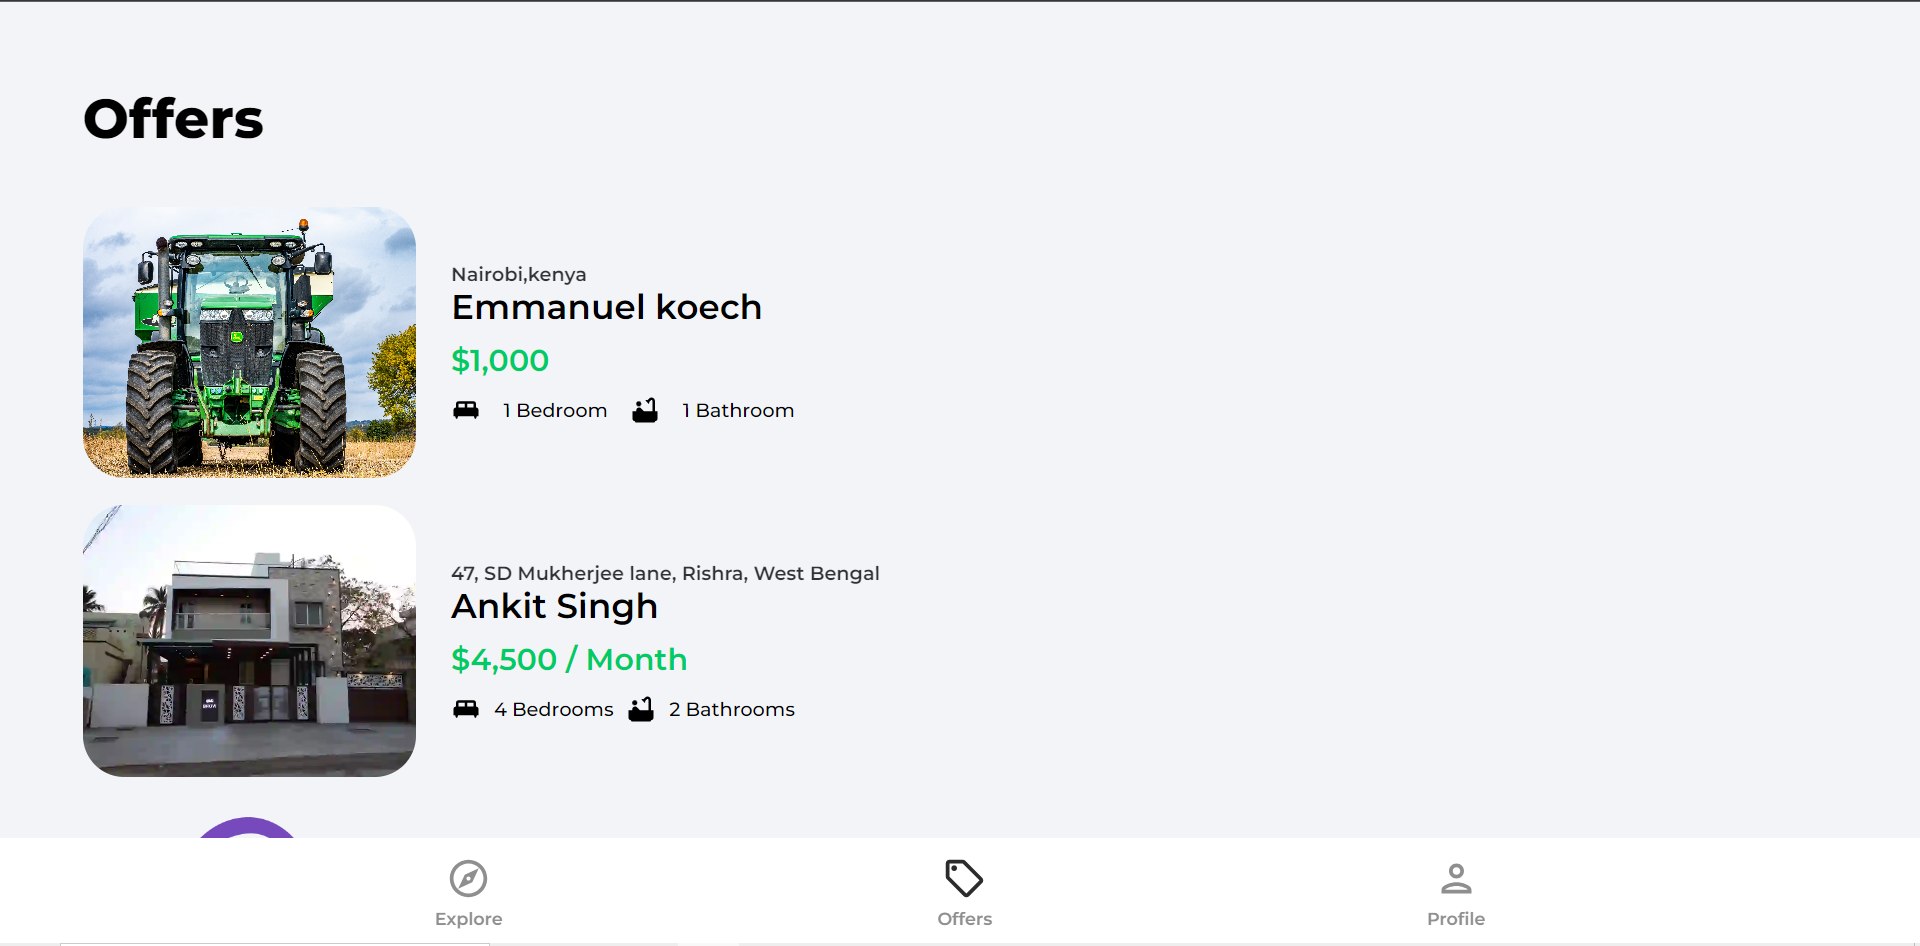 Offers
Nairobi,kenya
Emmanuel koech
$1,000
1 Bedroom 1 Bathroom
47, SD Mukherjee lane, Rishra, West Bengal
Ankit Singh
$4,500 / Month
4 Bedrooms 2 Bathrooms
Explore Offers Profile